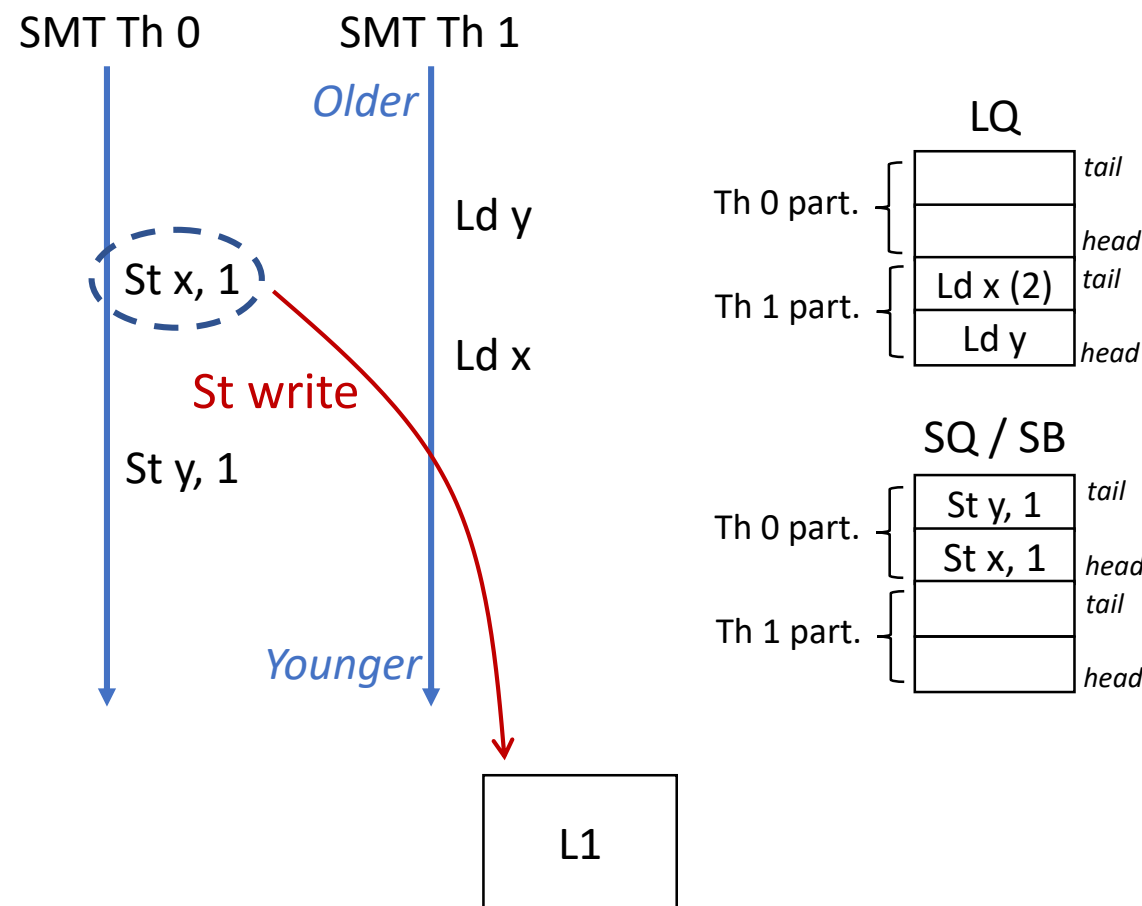 SMT Th 0
SMT Th 1
Older
Ld y
St x, 1
Ld x
St write
St y, 1
Younger
L1
LQ
Th 0 part.
tail
head
Th 1 part.
Ld x (2)
tail
Ld y
head
SQ / SB
Th 0 part.
St y, 1
tail
St x, 1
head
Th 1 part.
tail
head